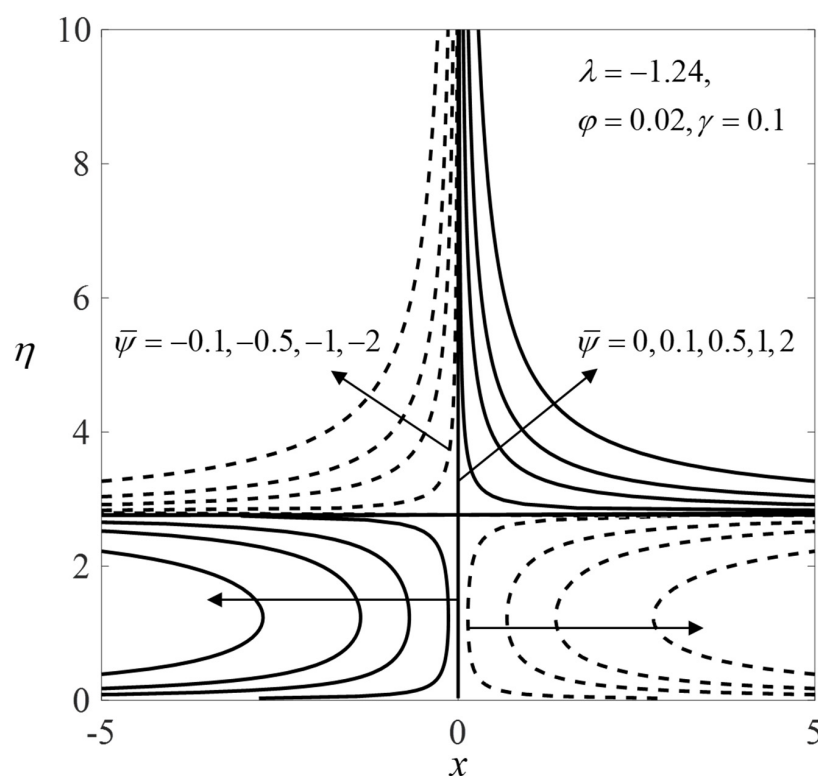 10
λ = −1.24,
φ = 0.02, γ = 0.1
8
6
ψ̅ = −0.1, −0.5, −1, −2
ψ̅ = 0, 0.1, 0.5, 1, 2
η
4
2
0
-5
0
5
x